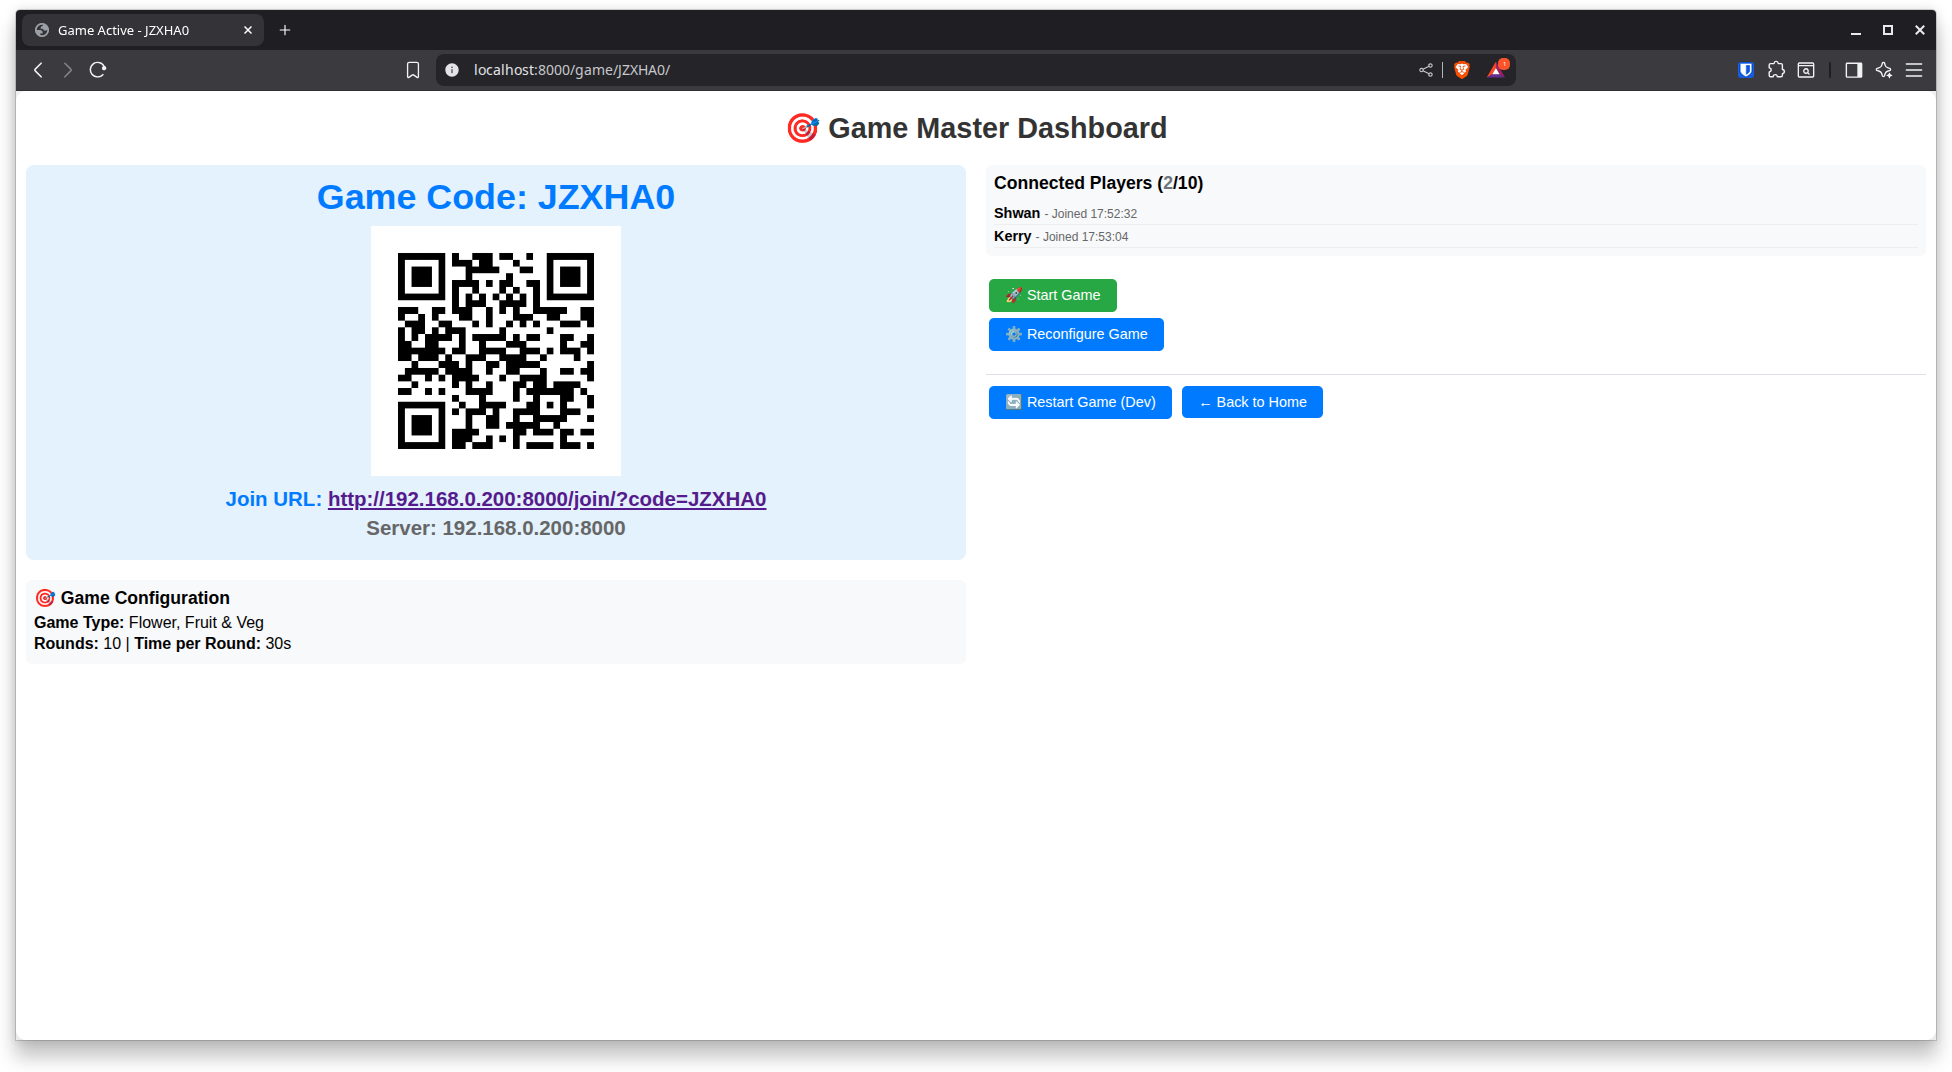 Game Active - JZXHA0
localhost:8000/game/JZXHA0/
🎯 Game Master Dashboard
Game Code: JZXHA0
Join URL: http://192.168.0.200:8000/join/?code=JZXHA0
Server: 192.168.0.200:8000
🎯 Game Configuration
Game Type: Flower, Fruit & Veg
Rounds: 10 | Time per Round: 30s
Connected Players (2/10)
Shwan - Joined 17:52:32
Kerry - Joined 17:53:04
🚀 Start Game
⚙️ Reconfigure Game
🔄 Restart Game (Dev)
← Back to Home